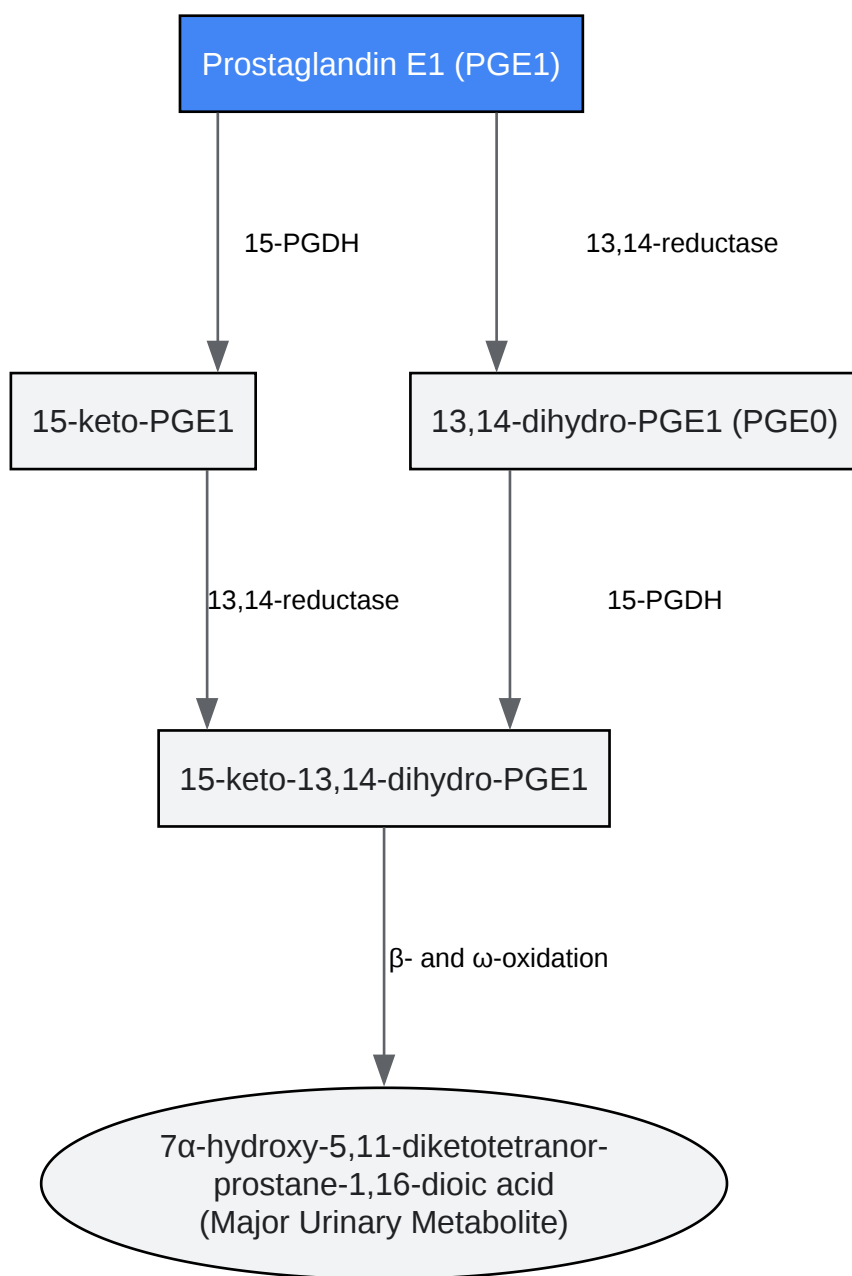 Prostaglandin E1 (PGE1)
15-PGDH
13,14-reductase
15-keto-PGE1
13,14-dihydro-PGE1 (PGE0)
13,14-reductase
15-PGDH
15-keto-13,14-dihydro-PGE1
β- and ω-oxidation
7α-hydroxy-5,11-diketotetranor-
prostane-1,16-dioic acid
(Major Urinary Metabolite)